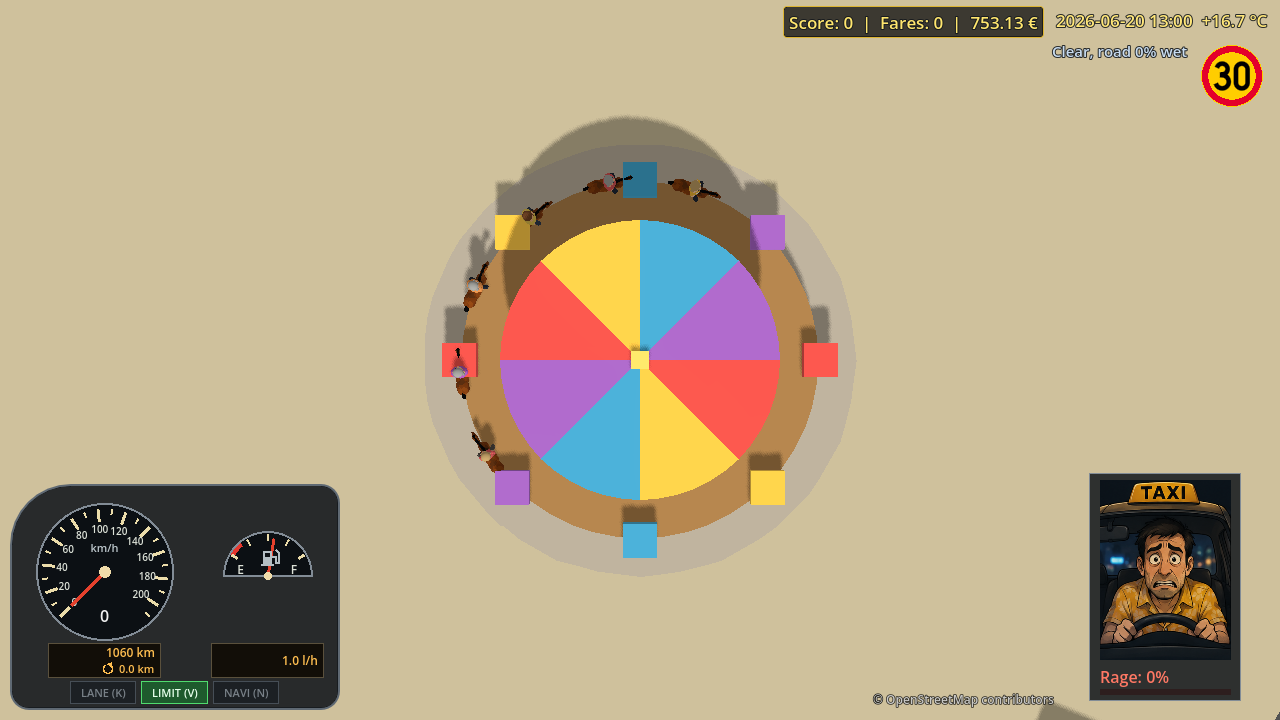 Score: 0 | Fares: 0 | 753.13 €
2026-06-20 13:00 +16.7 °C
Clear, road 0% wet
30
0
20
40
60
80
100
120
140
160
180
200
km/h
0
E
F
1060 km
0.0 km
1.0 l/h
LANE (K)
LIMIT (V)
NAVI (N)
TAXI
Rage: 0%
© OpenStreetMap contributors